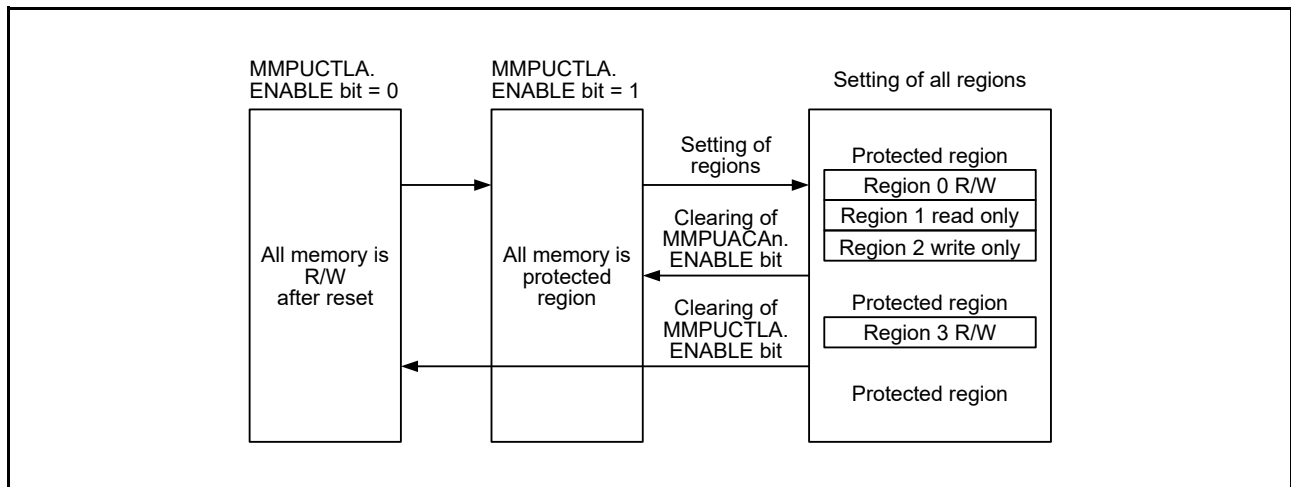 MMPUCTLA.
ENABLE bit = 0
MMPUCTLA.
ENABLE bit = 1
Setting of all regions
All memory is
R/W
after reset
All memory is
protected
region
Setting of
regions
Clearing of
MMPUACAn.
ENABLE bit
Clearing of
MMPUCTLA.
ENABLE bit
Protected region
Region 0 R/W
Region 1 read only
Region 2 write only
Protected region
Region 3 R/W
Protected region